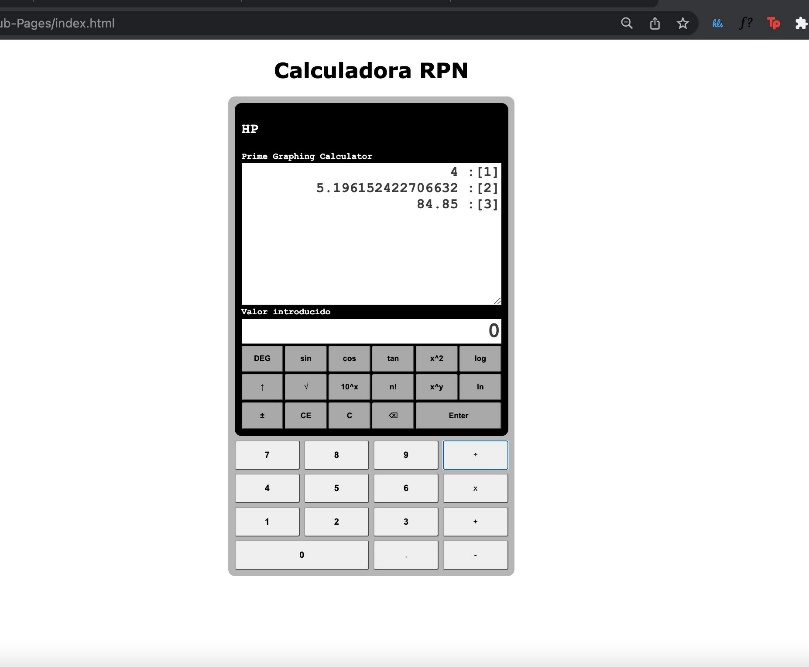 ub-Pages/index.html
Calculadora RPN
HP
Prime Graphing Calculator
4 :[1]
5.196152422706632 :[2]
84.85 :[3]
Valor introducido
0
DEG sin cos tan x^2 log
↑ √ 10^x n! x^y ln
± CE C ⌫ Enter
7 8 9 ÷
4 5 6 x
1 2 3 +
0 . -